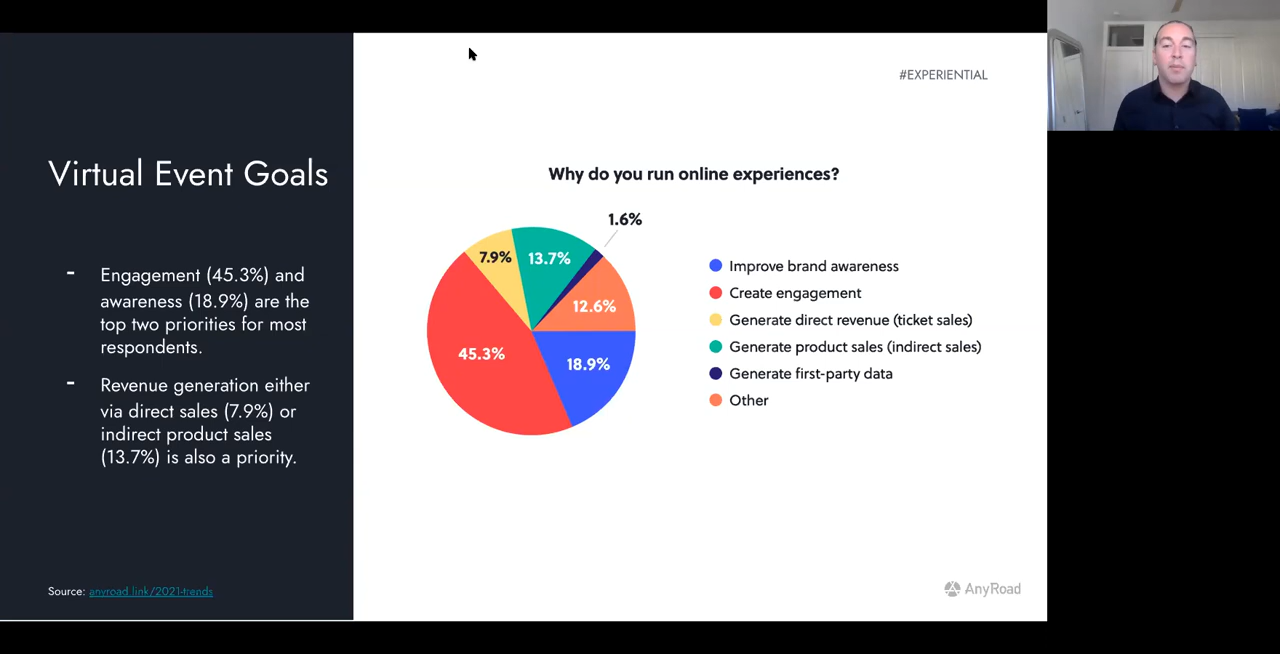 #EXPERIENTIAL
Virtual Event Goals
- Engagement (45.3%) and
awareness (18.9%) are the
top two priorities for most
respondents.
- Revenue generation either
via direct sales (7.9%) or
indirect product sales
(13.7%) is also a priority.
Source: anyroad.link/2021-trends
Why do you run online experiences?
1.6%
7.9%
13.7%
12.6%
45.3%
18.9%
Improve brand awareness
Create engagement
Generate direct revenue (ticket sales)
Generate product sales (indirect sales)
Generate first-party data
Other
AnyRoad